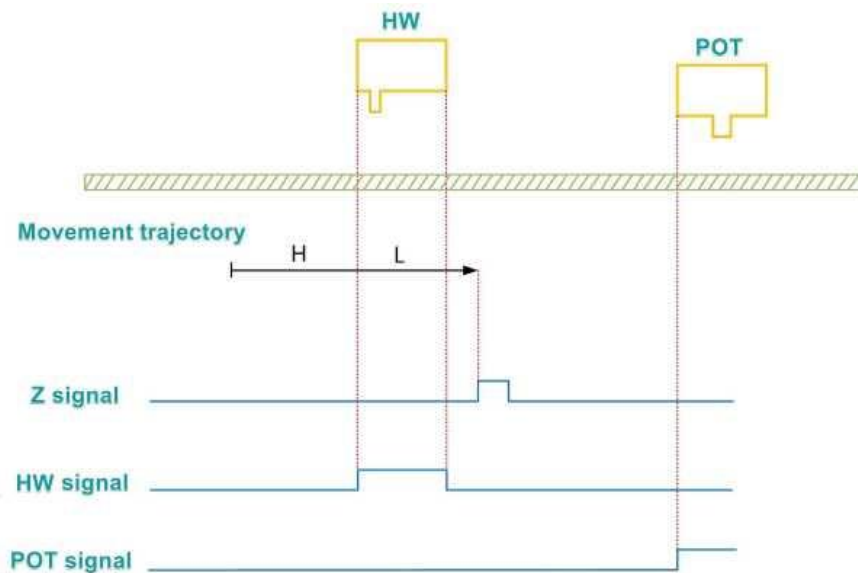 HW
POT
Movement trajectory
H L
Z signal
HW signal
POT signal